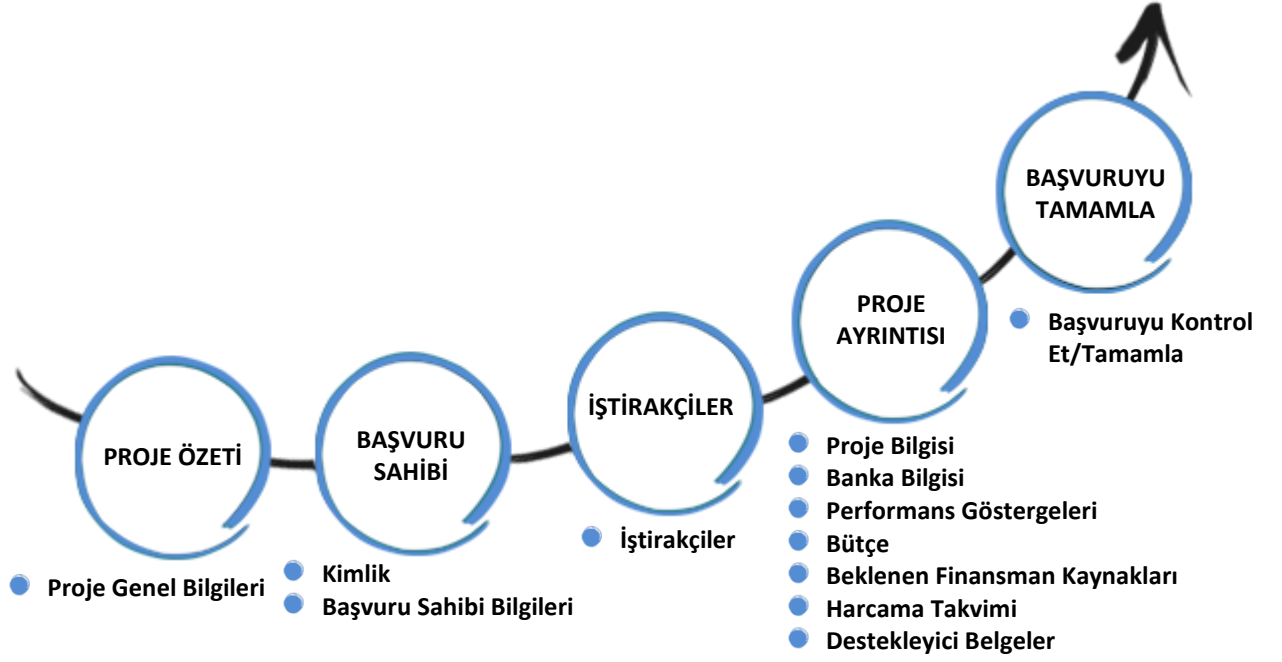 PROJE ÖZETİ
Proje Genel Bilgileri
BAŞVURU
SAHİBİ
Kimlik
Başvuru Sahibi Bilgileri
İŞTİRAKÇİLER
İştirakçiler
PROJE
AYRINTISI
Proje Bilgisi
Banka Bilgisi
Performans Göstergeleri
Bütçe
Beklenen Finansman Kaynakları
Harcama Takvimi
Destekleyici Belgeler
BAŞVURUYU
TAMAMLA
Başvuruyu Kontrol
Et/Tamamla